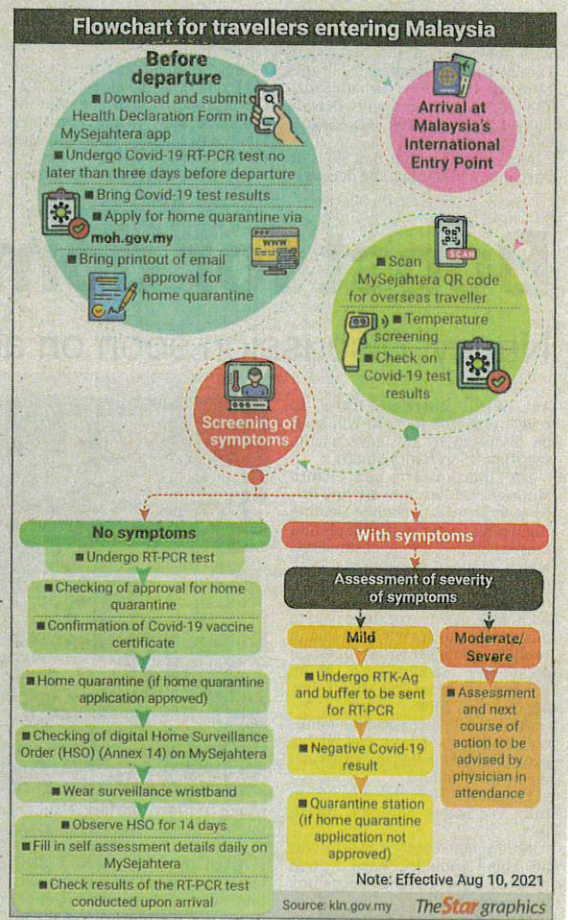 Flowchart for travellers entering Malaysia
Before
departure
■ Download and submit
Health Declaration Form in
MySejahtera app
■ Undergo Covid-19 RT-PCR test no
later than three days before departure
■ Bring Covid-19 test results
■ Apply for home quarantine via
moh.gov.my
WWW
■ Bring printout of email
approval for
home quarantine
Arrival at
Malaysia's
International
Entry Point
SCAN
■ Scan
MySejahtera QR code
for overseas traveller
■ Temperature
screening
■ Check on
Covid-19 test
results
Screening of
symptoms
No symptoms
■ Undergo RT-PCR test
■ Checking of approval for home
quarantine
■ Confirmation of Covid-19 vaccine
certificate
■ Home quarantine (if home quarantine
application approved)
■ Checking of digital Home Surveillance
Order (HSO) (Annex 14) on MySejahtera
■ Wear surveillance wristband
■ Observe HSO for 14 days
■ Fill in self assessment details daily on
MySejahtera
■ Check results of the RT-PCR test
conducted upon arrival
With symptoms
Assessment of severity
of symptoms
Mild
■ Undergo RTK-Ag
and buffer to be sent
for RT-PCR
■ Negative Covid-19
result
■ Quarantine station
(if home quarantine
application not
approved)
Moderate/
Severe
■ Assessment
and next
course of
action to be
advised by
physician in
attendance
Note: Effective Aug 10, 2021
Source: kln.gov.my TheStar graphics